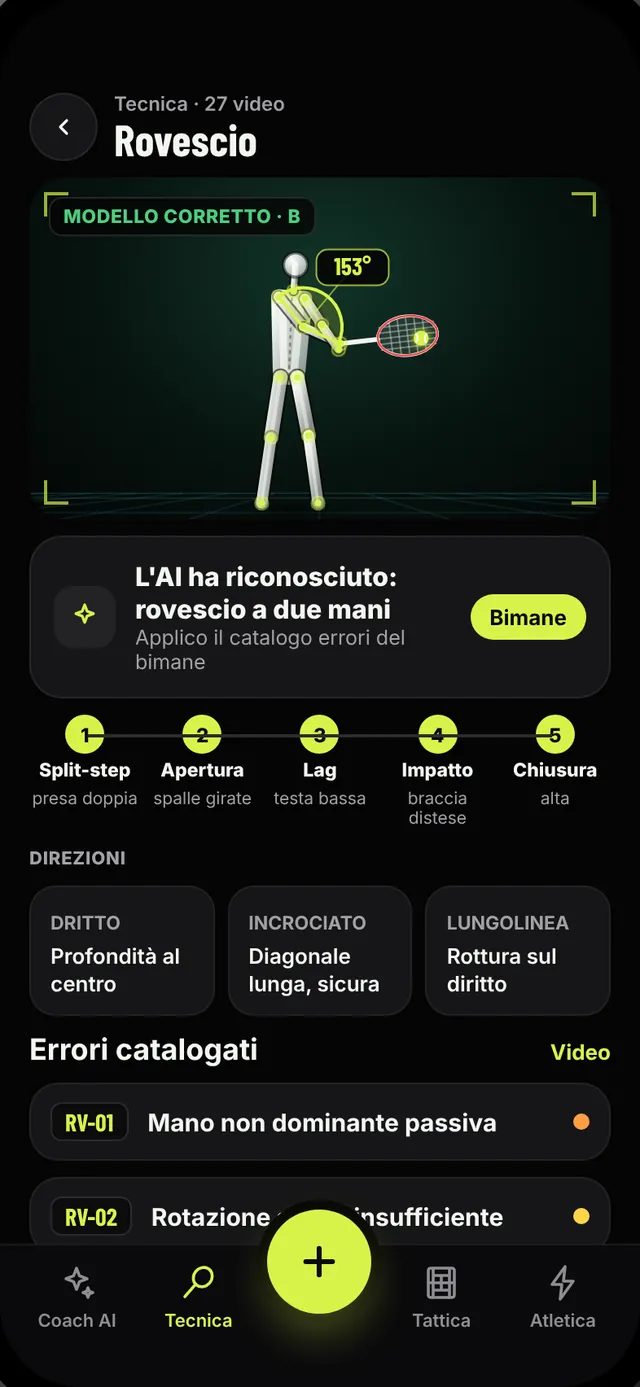 Tecnica · 27 video
Rovescio
MODELLO CORRETTO · B
153°
L'AI ha riconosciuto:
rovescio a due mani
Applico il catalogo errori del
bimane
Bimane
1 2 3 4 5
Split-step Apertura Lag Impatto Chiusura
presa doppia spalle girate testa bassa braccia alta
distese
DIREZIONI
DRITTO
Profondità al
centro
INCROCIATO
Diagonale
lunga, sicura
LUNGOLINEA
Rottura sul
diritto
Errori catalogati
Video
RV-01 Mano non dominante passiva
RV-02 Rotazione insufficiente
Coach AI Tecnica Tattica Atletica